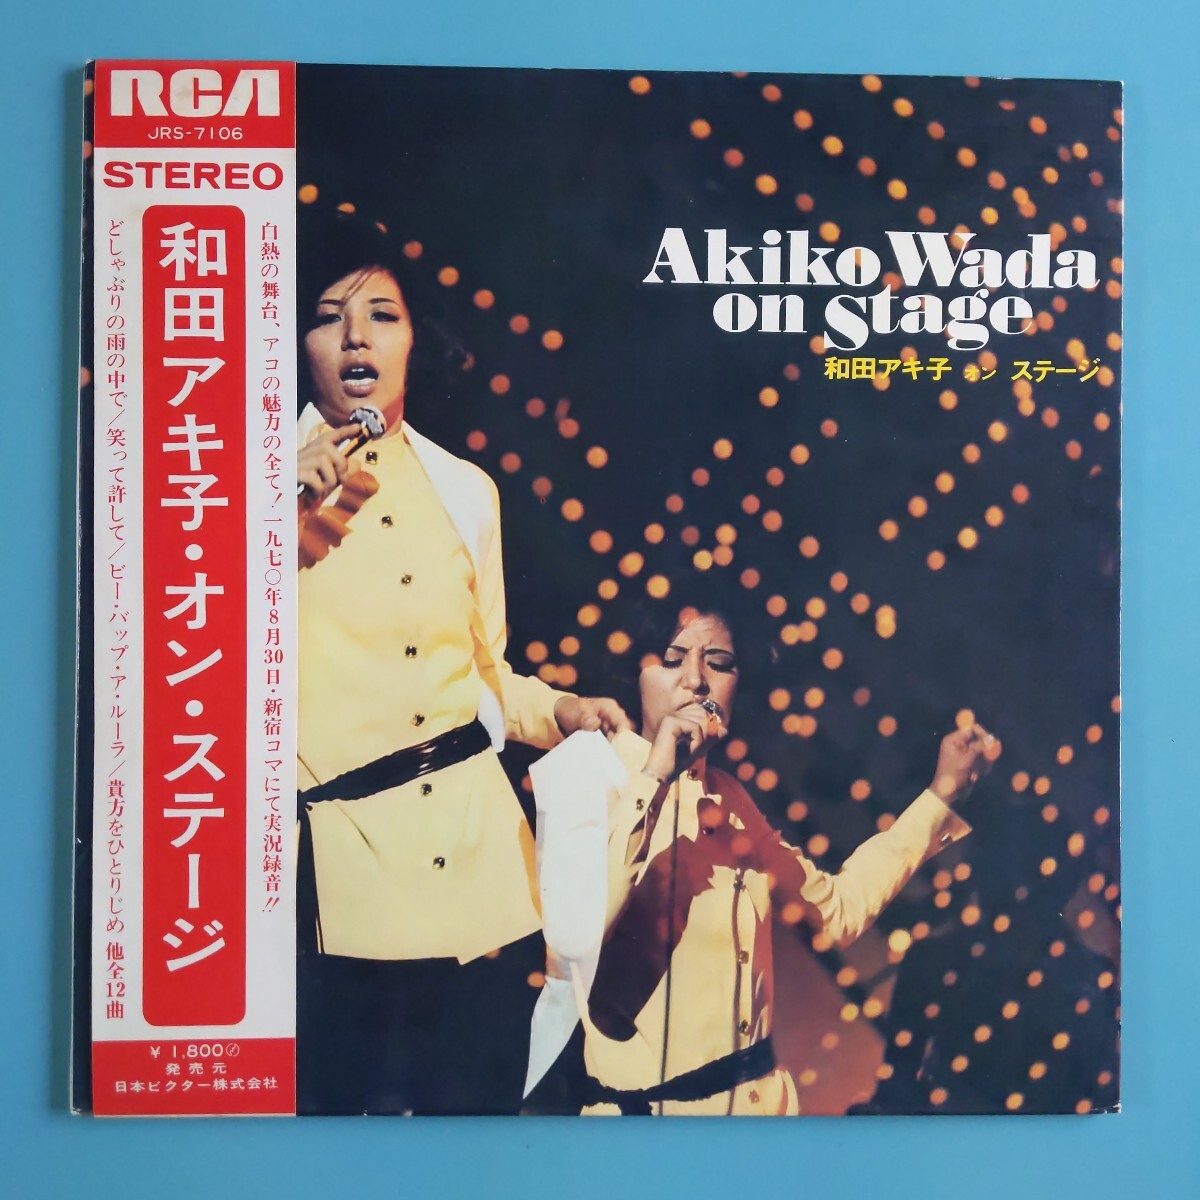 RCA
JRS-7106
STEREO
白熱の舞台、アコの魅力の全て!一九七〇年8月30日・新宿コマにて実況録音!!
和田アキ子・オン・ステージ
どしゃぶりの雨の中で/笑って許して/ビー・バップ・ア・ルーラ/貴方をひとりじめ 他全12曲
¥1,800
発売元
日本ビクター株式会社
Akiko Wada
on Stage
和田アキ子 オン ステージ